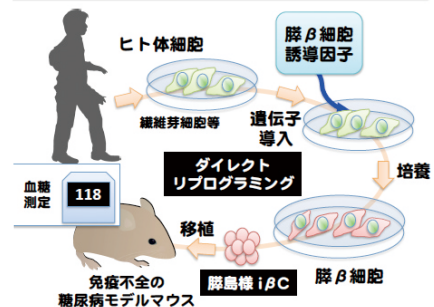 ヒト体細胞
繊維芽細胞等
膵β細胞
誘導因子
遺伝子
導入
ダイレクト
リプログラミング
培養
血糖
測定
118
移植
膵島様iβC
膵β細胞
免疫不全の
糖尿病モデルマウス